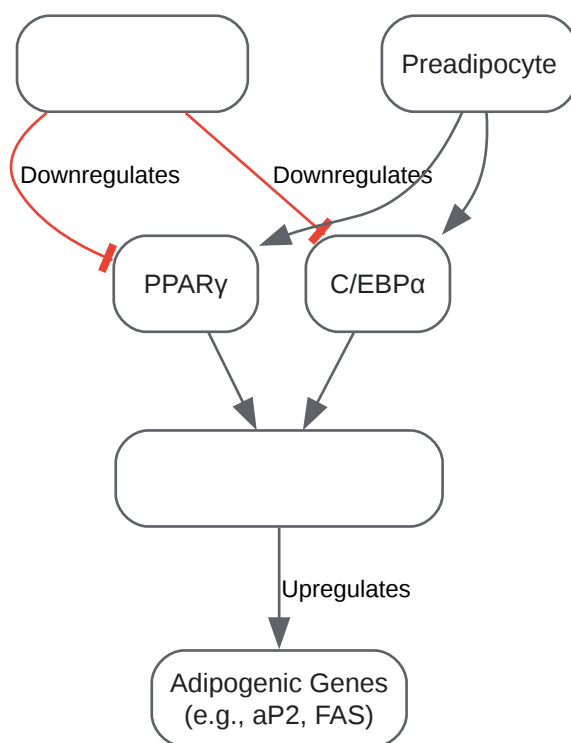 Preadipocyte
Downregulates
Downregulates
PPARγ
C/EBPα
Upregulates
Adipogenic Genes
(e.g., aP2, FAS)